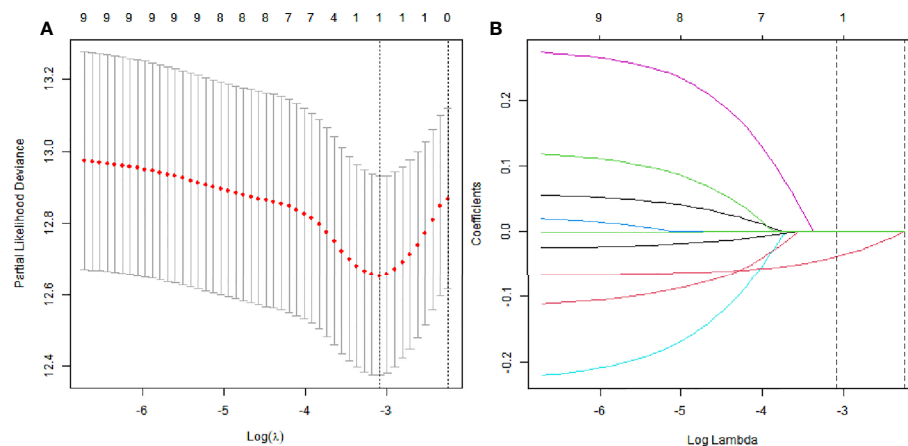 A
9 9 9 9 9 9 8 8 8 7 7 4 1 1 1 1 0
Partial Likelihood Deviance
13.2
13.0
12.8
12.6
12.4
-6 -5 -4 -3
Log(λ)
B
9 8 7 1
Coefficients
0.2
0.1
0.0
-0.1
-0.2
-6 -5 -4 -3
Log Lambda